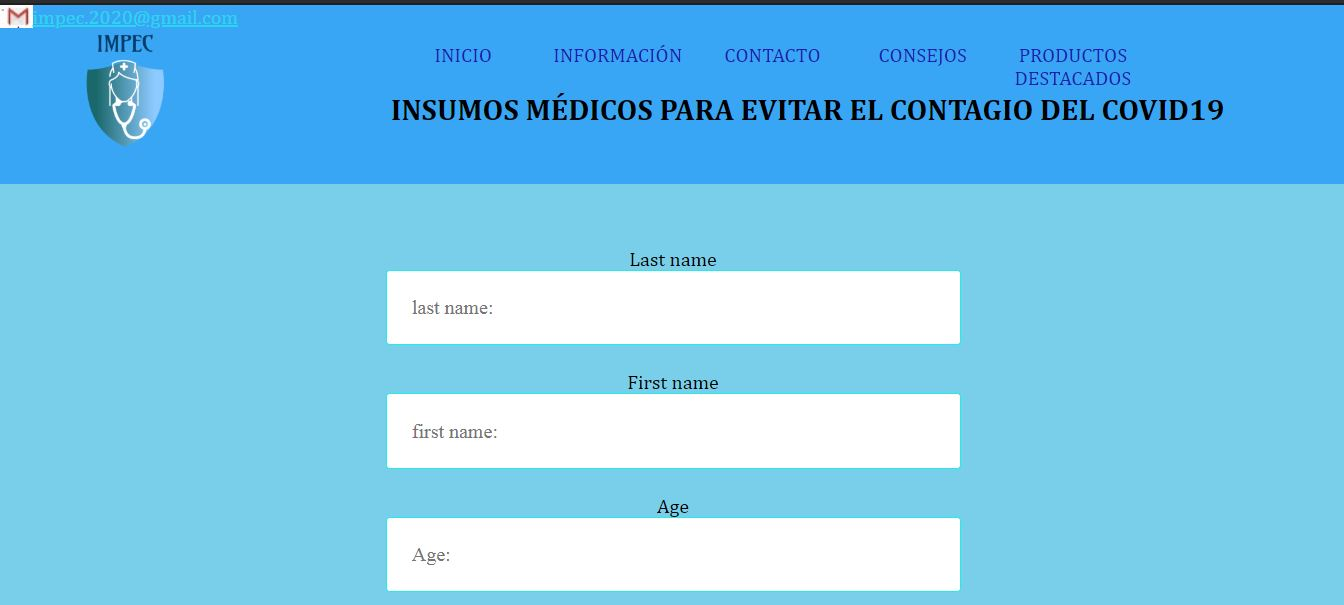 impec.2020@gmail.com
IMPEC
INICIO INFORMACIÓN CONTACTO CONSEJOS PRODUCTOS
DESTACADOS
INSUMOS MÉDICOS PARA EVITAR EL CONTAGIO DEL COVID19
Last name
last name:
First name
first name:
Age
Age: